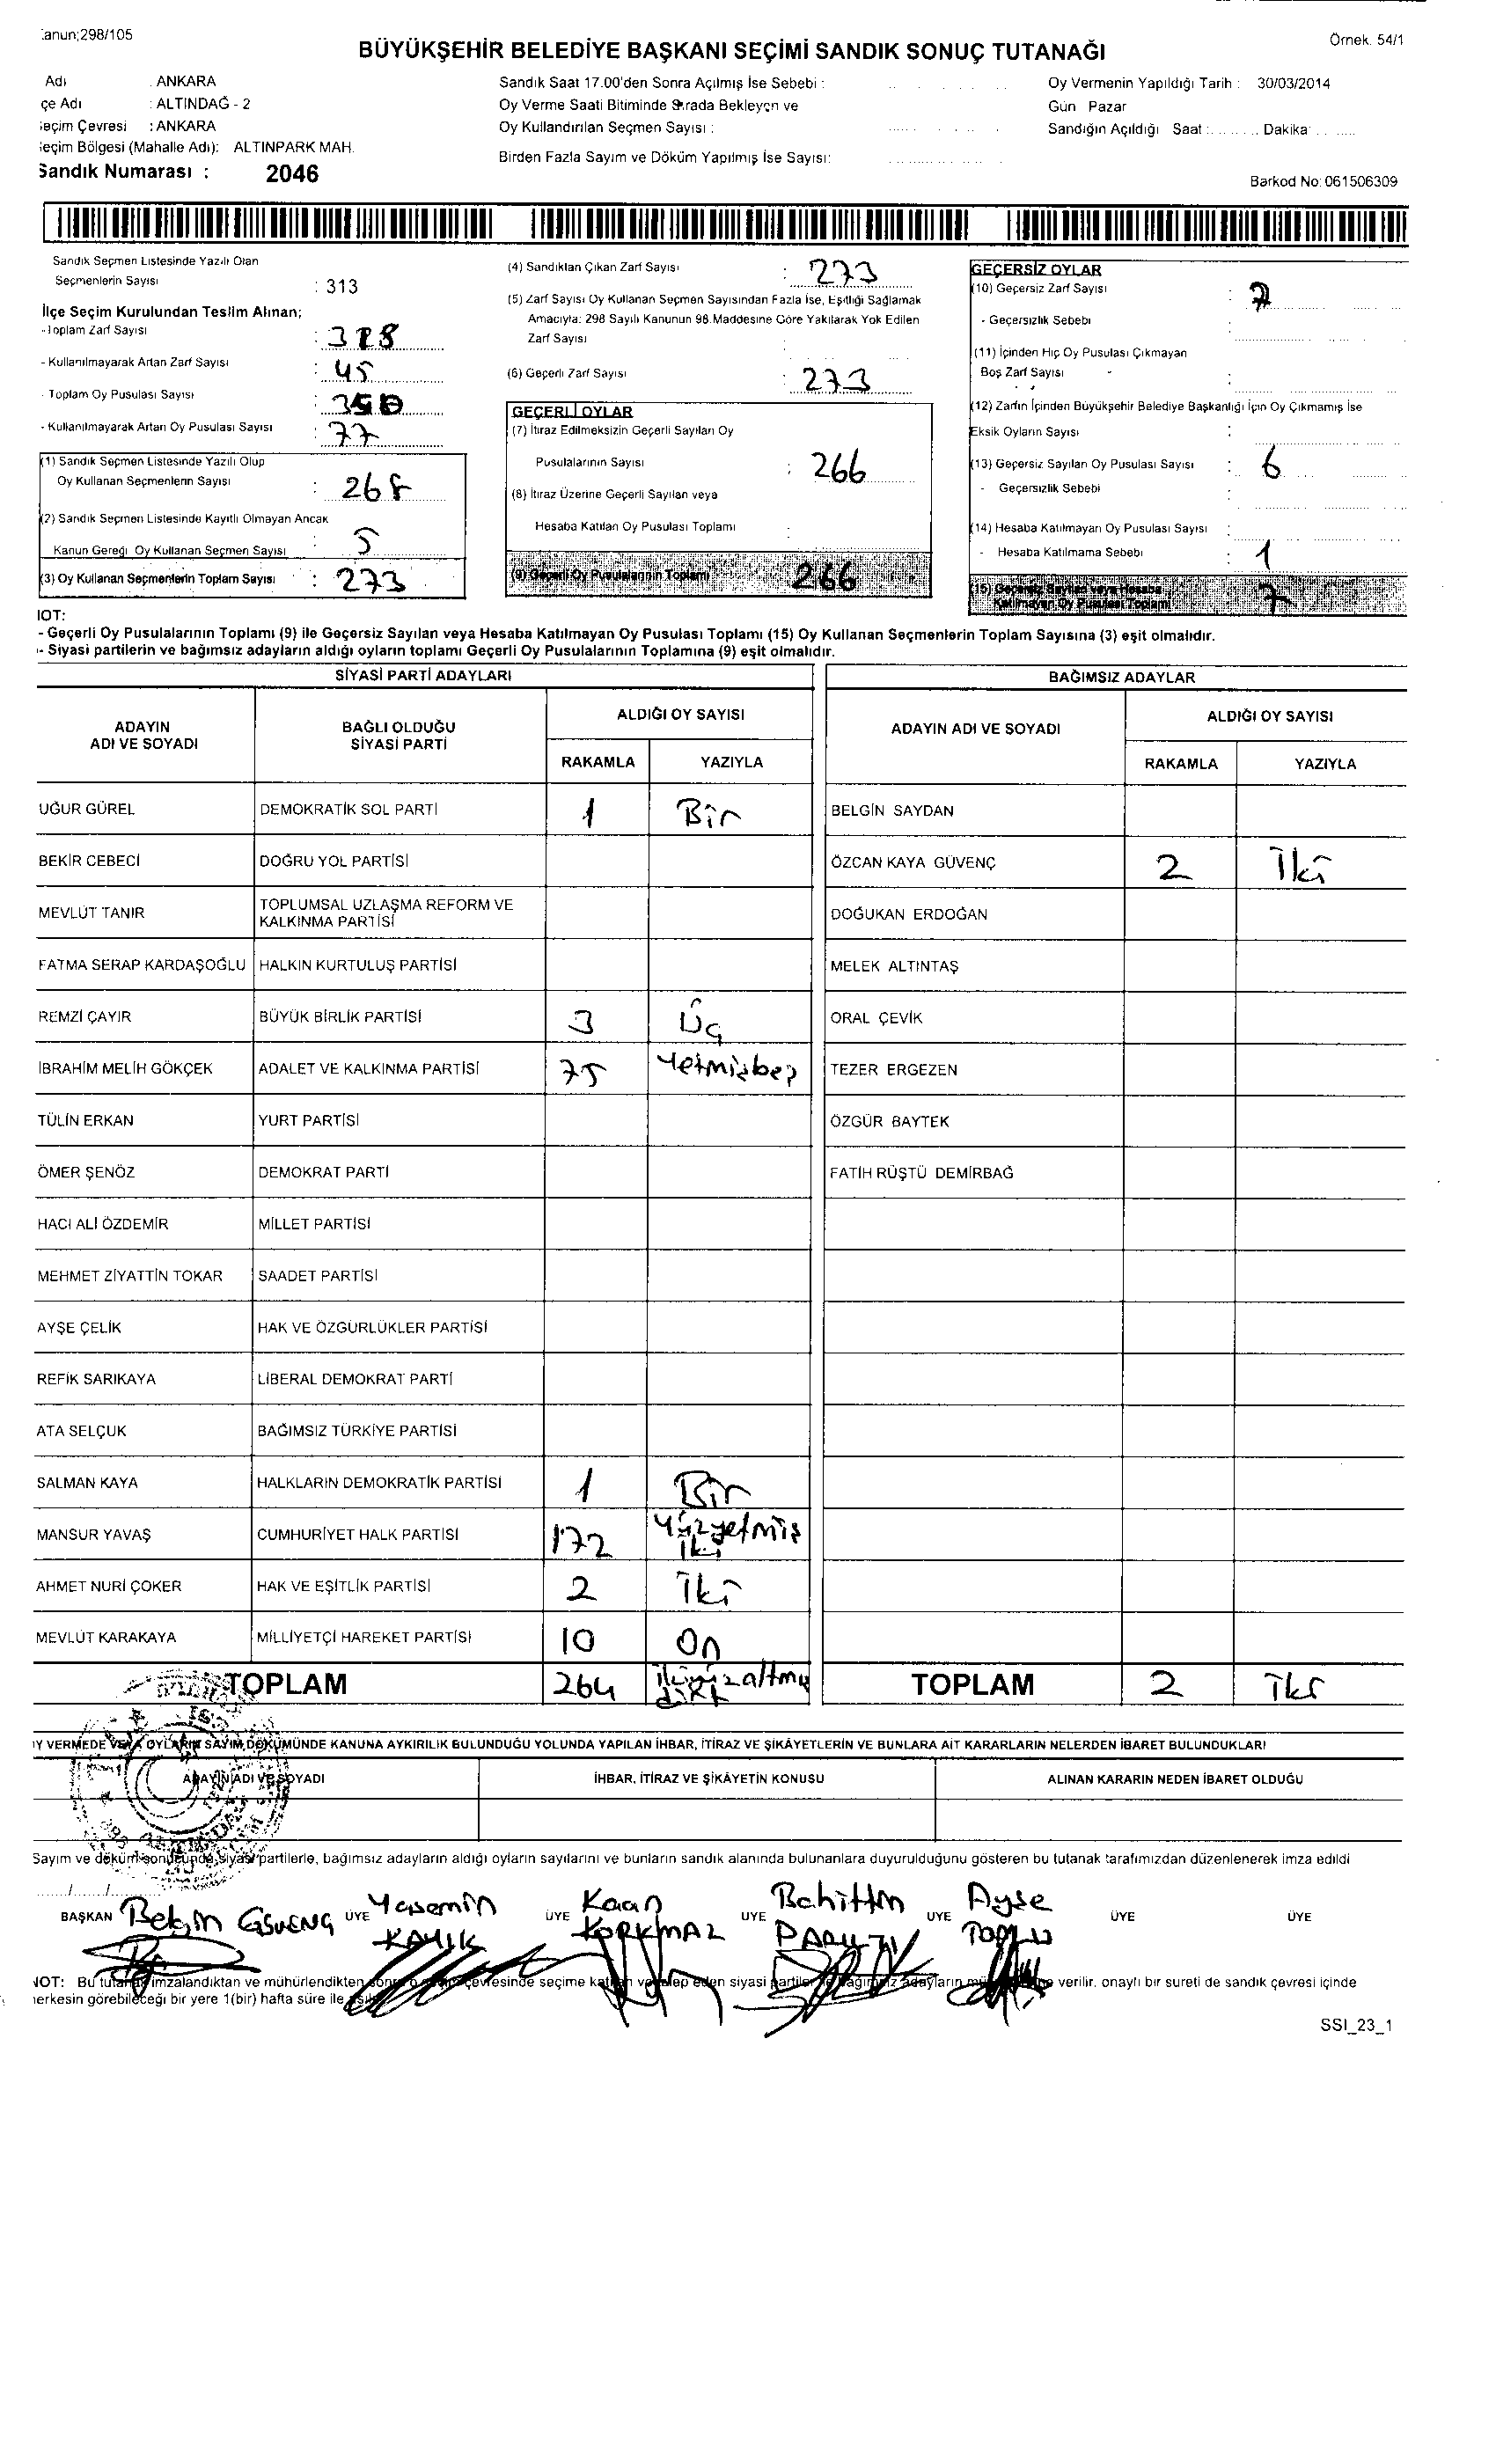 Kanun;298/105
Örnek. 54/1
BÜYÜKŞEHİR BELEDİYE BAŞKANI SEÇİMİ SANDIK SONUÇ TUTANAĞI
Adı : ANKARA
çe Adı : ALTINDAĞ - 2
eçim Çevresi : ANKARA
eçim Bölgesi (Mahalle Adı): ALTINPARK MAH.
Sandık Numarası : 2046
Sandık Saat 17.00'den Sonra Açılmış İse Sebebi :
Oy Verme Saati Bitiminde Sırada Bekleyen ve
Oy Kullandırılan Seçmen Sayısı :
Birden Fazla Sayım ve Döküm Yapılmış İse Sayısı:
Oy Vermenin Yapıldığı Tarih : 30/03/2014
Gün Pazar
Sandığın Açıldığı Saat :........ Dakika: ........
Barkod No: 061506309
Sandık Seçmen Listesinde Yazılı Olan
Seçmenlerin Sayısı : 313
İlçe Seçim Kurulundan Teslim Alınan;
- Toplam Zarf Sayısı : 318
- Kullanılmayarak Artan Zarf Sayısı : 45
- Toplam Oy Pusulası Sayısı : 350
- Kullanılmayarak Artan Oy Pusulası Sayısı : 77
(1) Sandık Seçmen Listesinde Yazılı Olup
Oy Kullanan Seçmenlerin Sayısı : 268
(2) Sandık Seçmen Listesinde Kayıtlı Olmayan Ancak
Kanun Gereği Oy Kullanan Seçmen Sayısı : 5
(3) Oy Kullanan Seçmenlerin Toplam Sayısı : 273
(4) Sandıktan Çıkan Zarf Sayısı : 273
(5) Zarf Sayısı Oy Kullanan Seçmen Sayısından Fazla İse, Eşitliği Sağlamak
Amacıyla: 298 Sayılı Kanunun 98.Maddesine Göre Yakılarak Yok Edilen
Zarf Sayısı :
(6) Geçerli Zarf Sayısı : 273
GEÇERLİ OYLAR
(7) İtiraz Edilmeksizin Geçerli Sayılan Oy
Pusulalarının Sayısı : 266
(8) İtiraz Üzerine Geçerli Sayılan veya
Hesaba Katılan Oy Pusulası Toplamı :
(9) Geçerli Oy Pusulalarının Toplamı : 266
GEÇERSİZ OYLAR
(10) Geçersiz Zarf Sayısı :
- Geçersizlik Sebebi :
(11) İçinden Hiç Oy Pusulası Çıkmayan
Boş Zarf Sayısı - :
(12) Zarfın İçinden Büyükşehir Belediye Başkanlığı İçin Oy Çıkmamış İse
Eksik Oyların Sayısı :
(13) Geçersiz Sayılan Oy Pusulası Sayısı : 6
- Geçersizlik Sebebi :
(14) Hesaba Katılmayan Oy Pusulası Sayısı :
- Hesaba Katılmama Sebebi : 1
(15) Geçersiz Sayılan veya Hesaba
Katılmayan Oy Pusulası Toplamı : 7
NOT:
- Geçerli Oy Pusulalarının Toplamı (9) ile Geçersiz Sayılan veya Hesaba Katılmayan Oy Pusulası Toplamı (15) Oy Kullanan Seçmenlerin Toplam Sayısına (3) eşit olmalıdır.
- Siyasi partilerin ve bağımsız adayların aldığı oyların toplamı Geçerli Oy Pusulalarının Toplamına (9) eşit olmalıdır.
SİYASİ PARTİ ADAYLARI
BAĞIMSIZ ADAYLAR
ADAYIN ADI VE SOYADI
BAĞLI OLDUĞU SİYASİ PARTİ
ALDIĞI OY SAYISI
RAKAMLA YAZIYLA
ADAYIN ADI VE SOYADI
ALDIĞI OY SAYISI
RAKAMLA YAZIYLA
UĞUR GÜREL DEMOKRATİK SOL PARTİ 1 Bir BELGİN SAYDAN
BEKİR CEBECİ DOĞRU YOL PARTİSİ ÖZCAN KAYA GÜVENÇ 2 İki
MEVLÜT TANIR TOPLUMSAL UZLAŞMA REFORM VE KALKINMA PARTİSİ DOĞUKAN ERDOĞAN
FATMA SERAP KARDAŞOĞLU HALKIN KURTULUŞ PARTİSİ MELEK ALTINTAŞ
REMZİ ÇAYIR BÜYÜK BİRLİK PARTİSİ 3 Üç ORAL ÇEVİK
İBRAHİM MELİH GÖKÇEK ADALET VE KALKINMA PARTİSİ 75 Yetmişbeş TEZER ERGEZEN
TÜLİN ERKAN YURT PARTİSİ ÖZGÜR BAYTEK
ÖMER ŞENÖZ DEMOKRAT PARTİ FATİH RÜŞTÜ DEMİRBAĞ
HACI ALİ ÖZDEMİR MİLLET PARTİSİ
MEHMET ZİYATTİN TOKAR SAADET PARTİSİ
AYŞE ÇELİK HAK VE ÖZGÜRLÜKLER PARTİSİ
REFİK SARIKAYA LİBERAL DEMOKRAT PARTİ
ATA SELÇUK BAĞIMSIZ TÜRKİYE PARTİSİ
SALMAN KAYA HALKLARIN DEMOKRATİK PARTİSİ 1 Bir
MANSUR YAVAŞ CUMHURİYET HALK PARTİSİ 172 Yüzyetmiş İki
AHMET NURİ ÇOKER HAK VE EŞİTLİK PARTİSİ 2 İki
MEVLÜT KARAKAYA MİLLİYETÇİ HAREKET PARTİSİ 10 On
TOPLAM 264 ikiyüzaltmış dört TOPLAM 2 İki
OY VERMEDE VEYA OYLARIN SAYIM DÖKÜMÜNDE KANUNA AYKIRILIK BULUNDUĞU YOLUNDA YAPILAN İHBAR, İTİRAZ VE ŞİKÂYETLERİN VE BUNLARA AİT KARARLARIN NELERDEN İBARET BULUNDUKLARI
ADAYIN ADI VE SOYADI İHBAR, İTİRAZ VE ŞİKÂYETİN KONUSU ALINAN KARARIN NEDEN İBARET OLDUĞU
Sayım ve döküm sonucunda siyasi partilerle, bağımsız adayların aldığı oyların sayılarını ve bunların sandık alanında bulunanlara duyurulduğunu gösteren bu tutanak tarafımızdan düzenlenerek imza edildi
....../....../......
BAŞKAN ÜYE Yasemin KAYIK ÜYE Kaan KORKMAZ ÜYE ÜYE Ayşe TOPLU ÜYE ÜYE
NOT: Bu tutanağı imzalandıktan ve mühürlendikten sonra çevresinde seçime katılan ve talep eden siyasi partiler ile bağımsız adayların verilir. onaylı bir sureti de sandık çevresi içinde
herkesin görebileceği bir yere 1(bir) hafta süre ile asılır
SSI_23_1